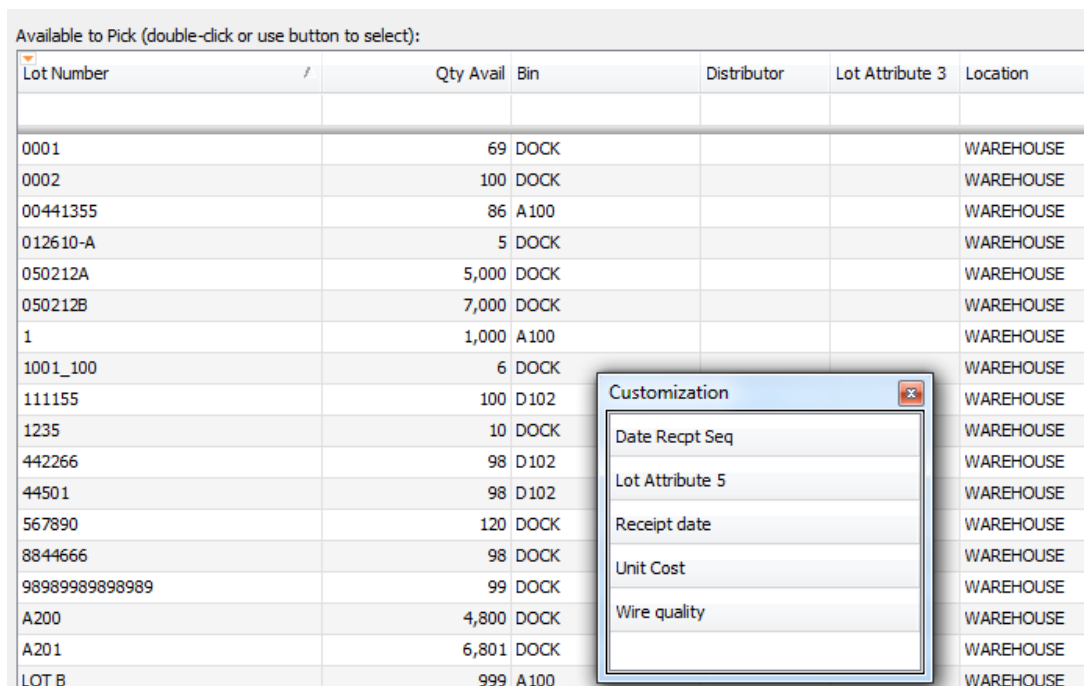 Available to Pick (double-click or use button to select):
Lot Number Qty Avail Bin Distributor Lot Attribute 3 Location
0001 69 DOCK WAREHOUSE
0002 100 DOCK WAREHOUSE
00441355 86 A100 WAREHOUSE
012610-A 5 DOCK WAREHOUSE
050212A 5,000 DOCK WAREHOUSE
050212B 7,000 DOCK WAREHOUSE
1 1,000 A100 WAREHOUSE
1001_100 6 DOCK WAREHOUSE
111155 100 D102 WAREHOUSE
1235 10 DOCK WAREHOUSE
442266 98 D102 WAREHOUSE
44501 98 D102 WAREHOUSE
567890 120 DOCK WAREHOUSE
8844666 98 DOCK WAREHOUSE
98989989898989 99 DOCK WAREHOUSE
A200 4,800 DOCK WAREHOUSE
A201 6,801 DOCK WAREHOUSE
LOT B 999 A100 WAREHOUSE
Customization
Date Recpt Seq
Lot Attribute 5
Receipt date
Unit Cost
Wire quality